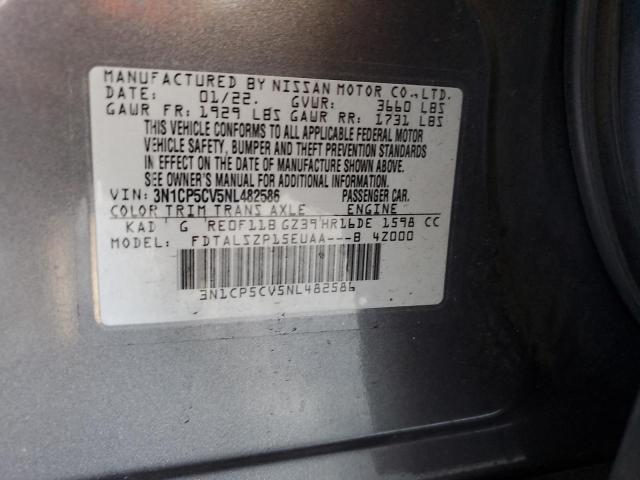 MANUFACTURED BY NISSAN MOTOR CO.,LTD.
DATE: 01/22. GVWR: 3660 LBS
GAWR FR: 1929 LBS GAWR RR: 1731 LBS
THIS VEHICLE CONFORMS TO ALL APPLICABLE FEDERAL MOTOR
VEHICLE SAFETY, BUMPER AND THEFT PREVENTION STANDARDS
IN EFFECT ON THE DATE OF MANUFACTURE SHOWN ABOVE.
SEE OWNER'S MANUAL FOR ADDITIONAL INFORMATION.
VIN: 3N1CP5CV5NL482586 PASSENGER CAR.
COLOR TRIM TRANS AXLE ENGINE
KAD G RE0F11B GZ39 HR16DE 1598 CC
MODEL: FDTALSZP15EUAA---B 4Z000
3N1CP5CV5NL482586